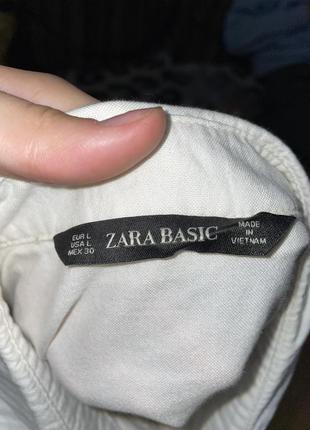 EUR L
USA L
MEX 30
ZARA BASIC
MADE
IN
VIETNAM